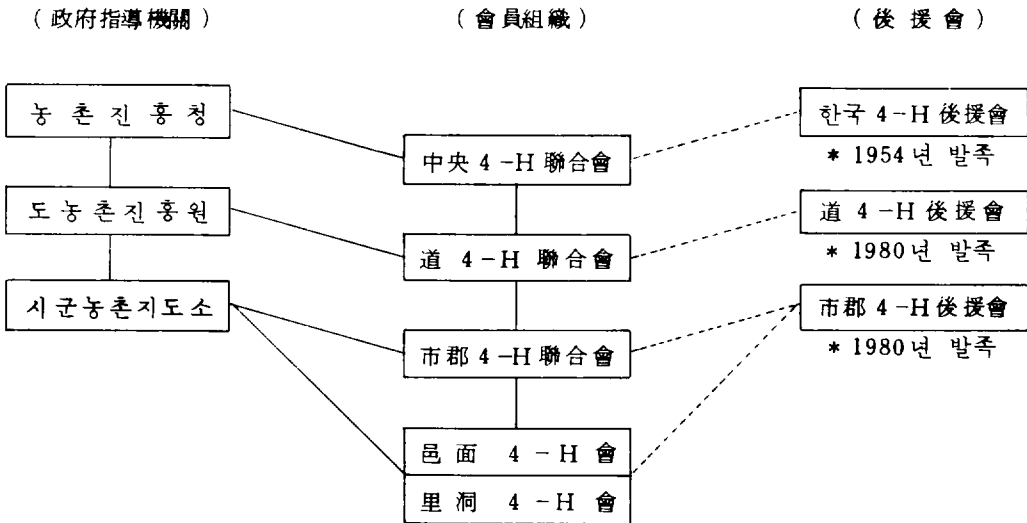 (政府指導機關)
(會員組織)
(後援會)
농촌진흥청
도농촌진흥원
시군농촌지도소
中央 4-H 聯合會
道 4-H 聯合會
市郡 4-H 聯合會
邑面 4-H 會
里洞 4-H 會
한국 4-H 後援會
* 1954년 발족
道 4-H 後援會
* 1980년 발족
市郡 4-H 後援會
* 1980년 발족